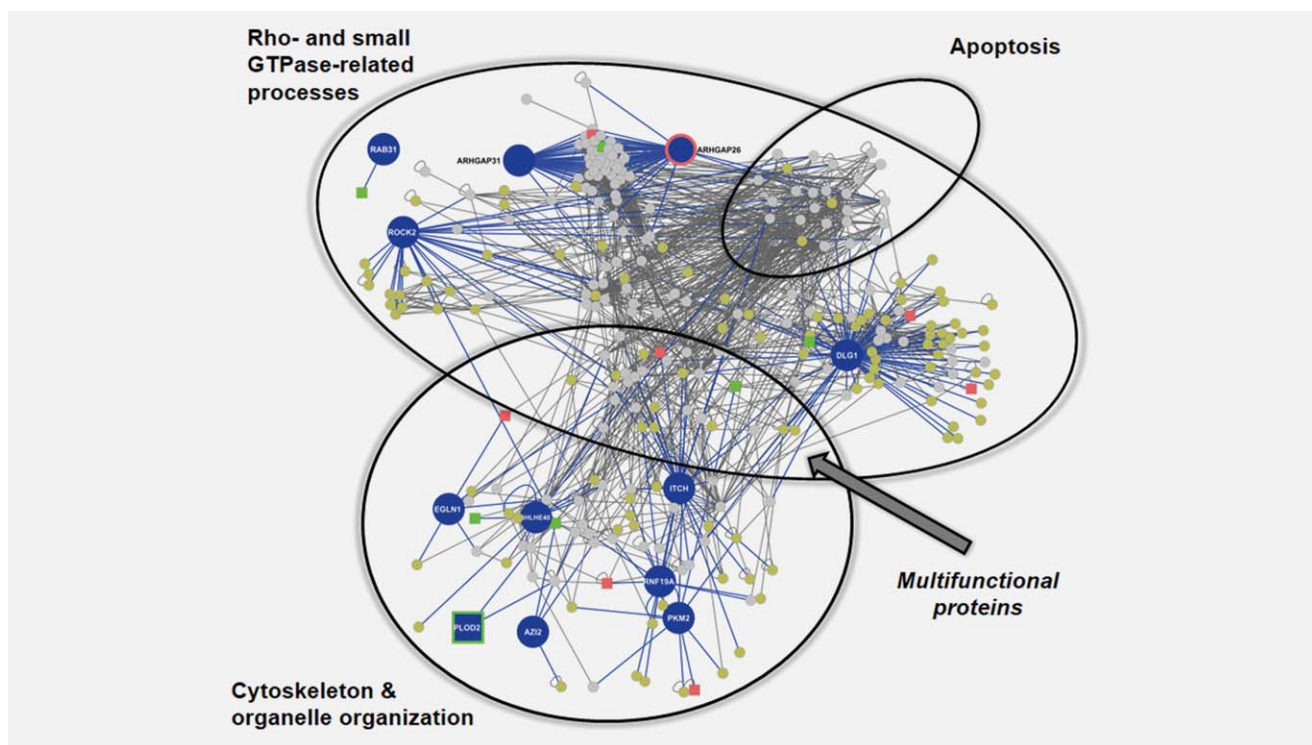 Rho- and small
GTPase-related
processes
Apoptosis
RAB31
ARHGAP31
ARHGAP26
ROCK2
DLG1
ITCH
EGLN1
BHLHE40
RNF19A
PLOD2
AZI2
PKM2
Multifunctional
proteins
Cytoskeleton &
organelle organization